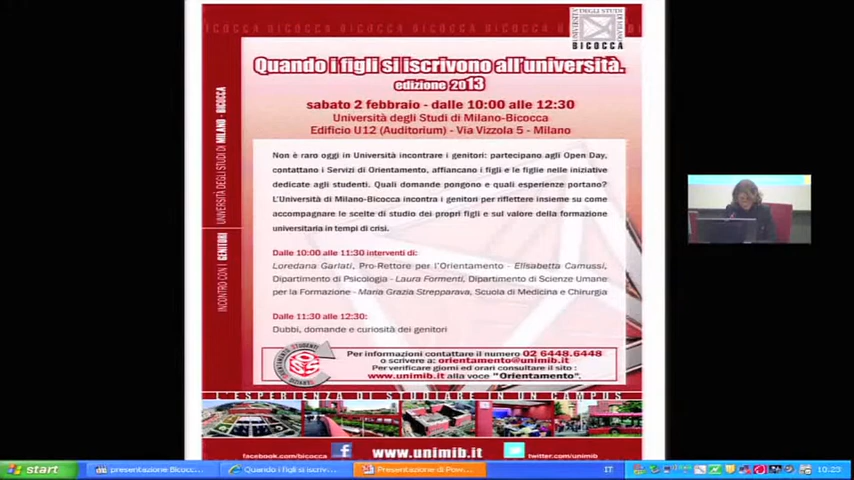 UNIVERSITÀ
DEGLI STUDI
DI MILANO
BICOCCA
Quando i figli si iscrivono all'università.
edizione 2013
sabato 2 febbraio - dalle 10:00 alle 12:30
Università degli Studi di Milano-Bicocca
Edificio U12 (Auditorium) - Via Vizzola 5 - Milano
INCONTRO CON I GENITORI
UNIVERSITÀ DEGLI STUDI DI MILANO - BICOCCA
Non è raro oggi in Università incontrare i genitori: partecipano agli Open Day,
contattano i Servizi di Orientamento, affiancano i figli e le figlie nelle iniziative
dedicate agli studenti. Quali domande pongono e quali esperienze portano?
L'Università di Milano-Bicocca incontra i genitori per riflettere insieme su come
accompagnare le scelte di studio dei propri figli e sul valore della formazione
universitaria in tempi di crisi.
Dalle 10:00 alle 11:30 interventi di:
Loredana Garlati, Pro-Rettore per l'Orientamento - Elisabetta Camussi,
Dipartimento di Psicologia - Laura Formenti, Dipartimento di Scienze Umane
per la Formazione - Maria Grazia Strepparava, Scuola di Medicina e Chirurgia
Dalle 11:30 alle 12:30:
Dubbi, domande e curiosità dei genitori
Per informazioni contattare il numero 02 6448.6448
o scrivere a: orientamento@unimib.it
Per verificare giorni ed orari consultare il sito :
www.unimib.it alla voce "Orientamento".
L'ESPERIENZA DI STUDIARE IN UN CAMPUS
facebook.com/bicocca
www.unimib.it
twitter.com/unimib
start
presentazione Bicocc...
Quando i figli si iscriv...
Presentazione di Pow...
IT
10.23